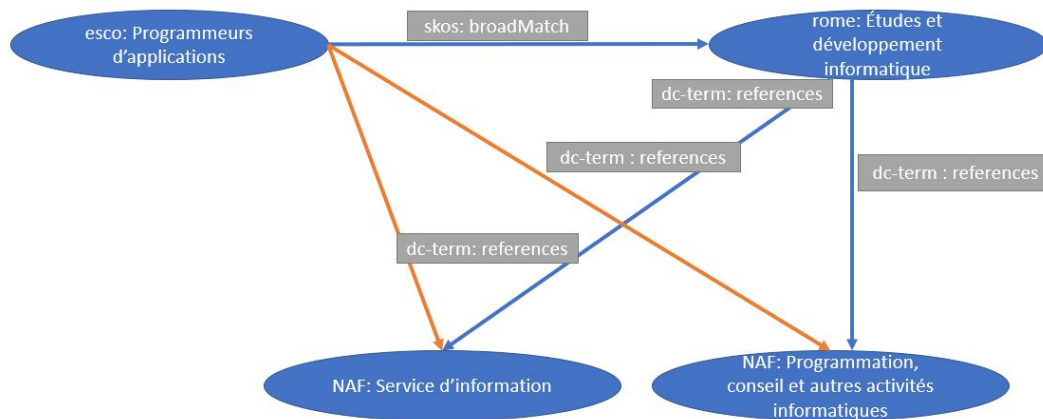 esco: Programmeurs
d’applications
skos: broadMatch
rome: Études et
développement
informatique
dc-term: references
dc-term : references
dc-term : references
dc-term: references
NAF: Service d’information
NAF: Programmation,
conseil et autres activités
informatiques